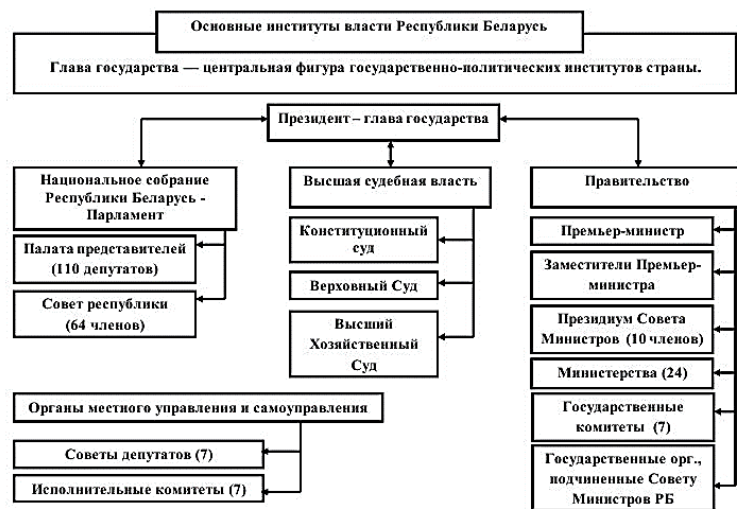 Основные институты власти Республики Беларусь
Глава государства — центральная фигура государственно-политических институтов страны.
Президент – глава государства
Национальное собрание
Республики Беларусь -
Парламент
Палата представителей
(110 депутатов)
Совет республики
(64 членов)
Высшая судебная власть
Конституционный
суд
Верховный Суд
Высший
Хозяйственный
Суд
Правительство
Премьер-министр
Заместители Премьер-
министра
Президиум Совета
Министров (10 членов)
Министерства (24)
Государственные
комитеты (7)
Государственные орг.,
подчиненные Совету
Министров РБ
Органы местного управления и самоуправления
Советы депутатов (7)
Исполнительные комитеты (7)